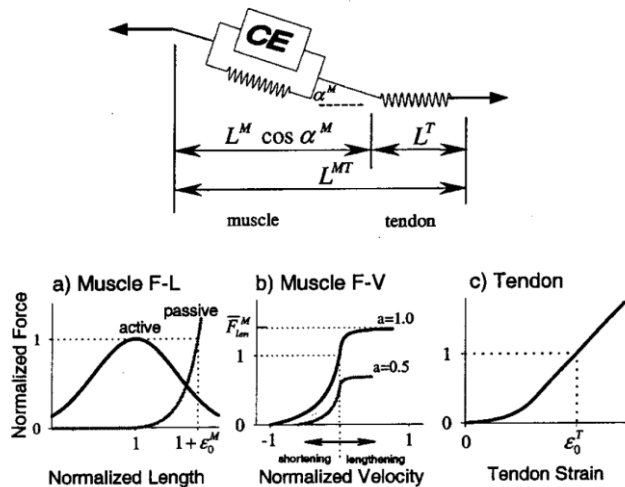 CE
α^M
L^M cos α^M
L^T
L^MT
muscle tendon
a) Muscle F-L
b) Muscle F-V
c) Tendon
Normalized Force
passive
active
1
0
1
1 + ε_0^M
Normalized Length
F̅_len^M
a=1.0
1
a=0.5
0
-1
1
shortening
lengthening
Normalized Velocity
1
0
0
ε_0^T
Tendon Strain